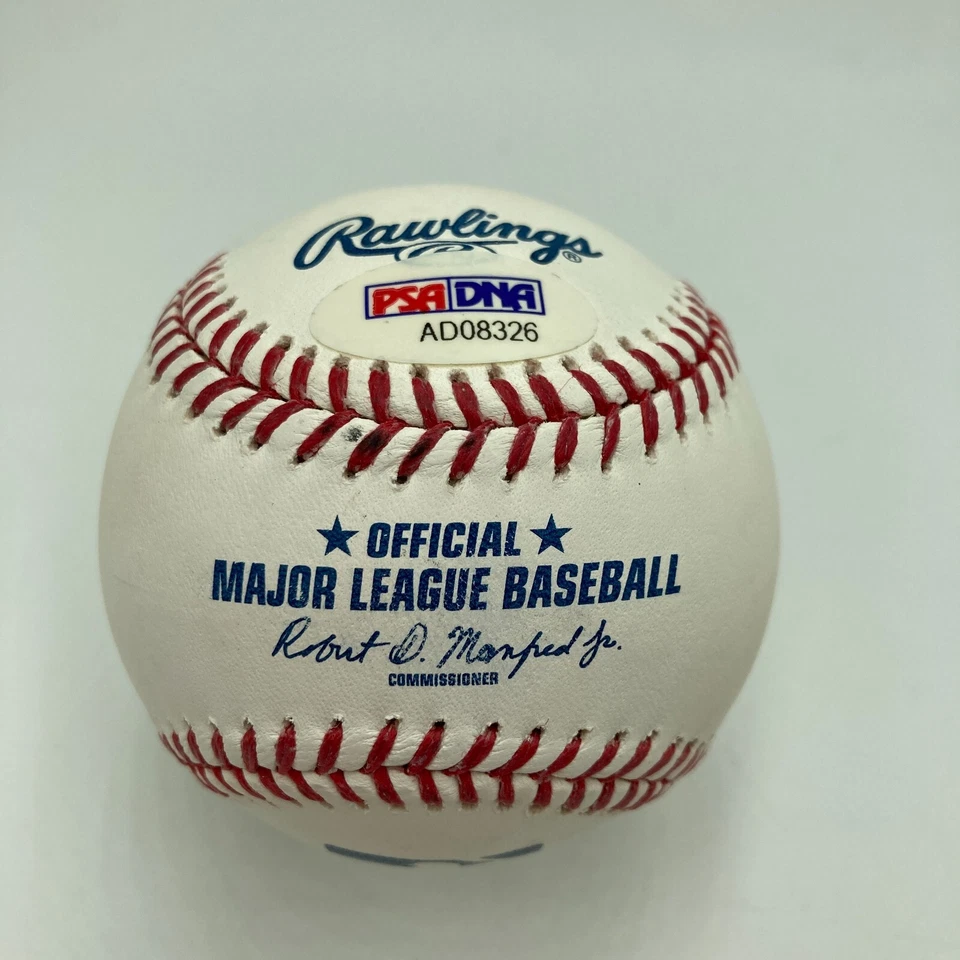 Rawlings®
PSA DNA
AD08326
★ OFFICIAL ★
MAJOR LEAGUE BASEBALL
Robert D. Manfred Jr.
COMMISSIONER